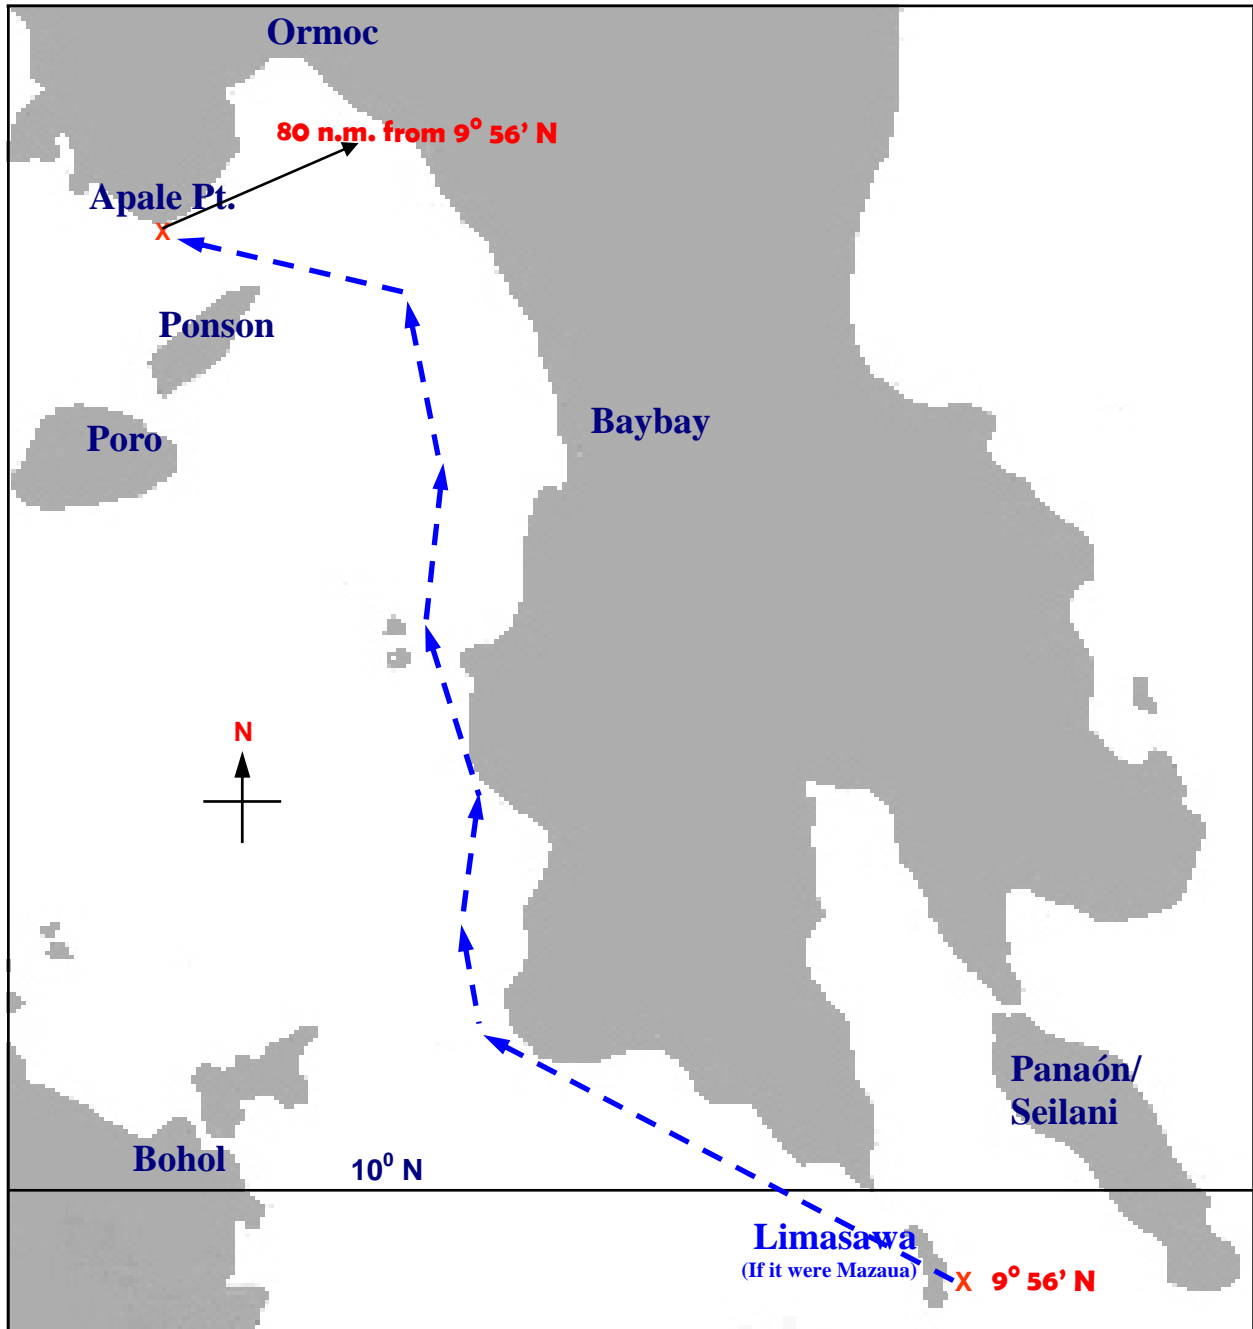 Ormoc
80 n.m. from 9° 56’ N
Apale Pt.
X
Ponson
Baybay
Poro
N
Panaón/
Seilani
Bohol
10⁰ N
Limasawa
(If it were Mazaua)
X 9° 56’ N